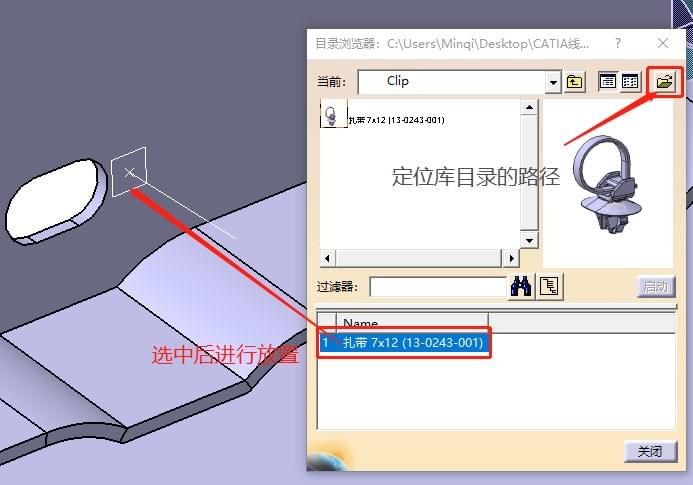 目录浏览器：C:\Users\Minqi\Desktop\CATIA线...
?
当前：
Clip
扎带 7x12 (13-0243-001)
定位库目录的路径
过滤器：
启动
选中后进行放置
Name
1 扎带 7x12 (13-0243-001)
关闭